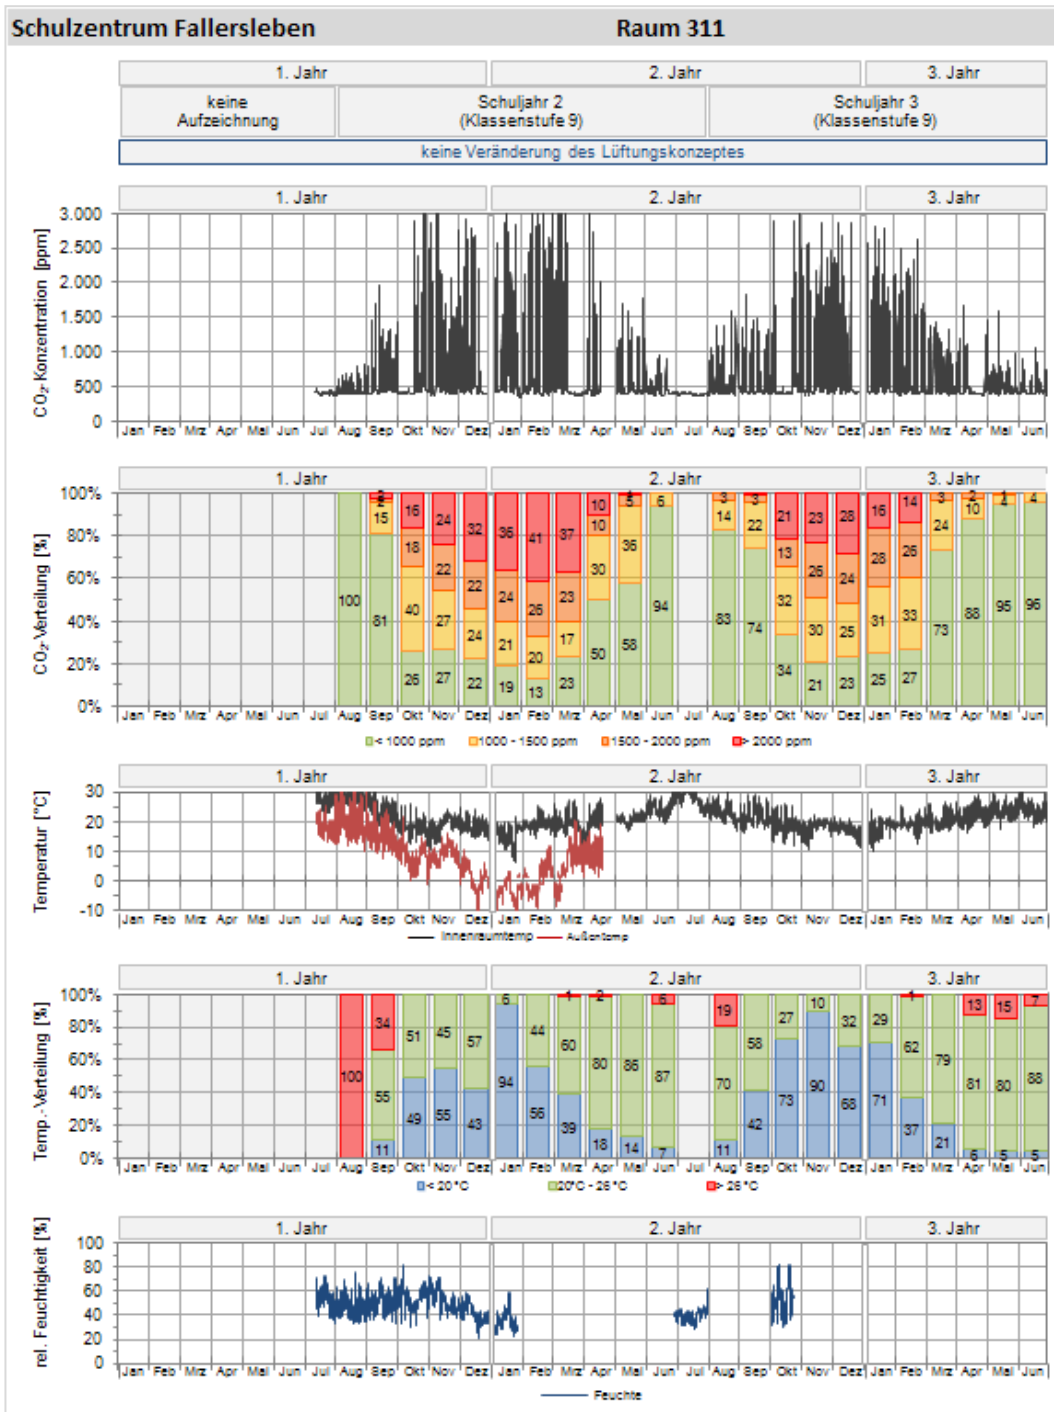 Schulzentrum Fallersleben Raum 311
1. Jahr 2. Jahr 3. Jahr
keine Aufzeichnung Schuljahr 2 (Klassenstufe 9) Schuljahr 3 (Klassenstufe 9)
keine Veränderung des Lüftungskonzeptes
1. Jahr 2. Jahr 3. Jahr
CO₂-Konzentration [ppm]
3.000
2.500
2.000
1.500
1.000
500
0
Jan Feb Mrz Apr Mai Jun Jul Aug Sep Okt Nov Dez Jan Feb Mrz Apr Mai Jun Jul Aug Sep Okt Nov Dez Jan Feb Mrz Apr Mai Jun
1. Jahr 2. Jahr 3. Jahr
CO₂-Verteilung [%]
100%
80%
60%
40%
20%
0%
100
81 15 2
26 40 18 16
27 27 22 24
22 24 22 32
19 21 24 36
13 20 26 41
23 17 23 37
50 30 10 10
58 36 5 1
94 6
83 14 3
74 22 3
34 32 13 21
21 30 26 23
23 25 24 28
25 31 28 16
27 33 26 14
73 24 3
88 10 2
95 4 1
96 4
Jan Feb Mrz Apr Mai Jun Jul Aug Sep Okt Nov Dez Jan Feb Mrz Apr Mai Jun Jul Aug Sep Okt Nov Dez Jan Feb Mrz Apr Mai Jun
< 1000 ppm 1000 - 1500 ppm 1500 - 2000 ppm > 2000 ppm
1. Jahr 2. Jahr 3. Jahr
Temperatur [°C]
30
20
10
0
-10
Jan Feb Mrz Apr Mai Jun Jul Aug Sep Okt Nov Dez Jan Feb Mrz Apr Mai Jun Jul Aug Sep Okt Nov Dez Jan Feb Mrz Apr Mai Jun
Innenraumtemp Außentemp
1. Jahr 2. Jahr 3. Jahr
Temp.-Verteilung [%]
100%
80%
60%
40%
20%
0%
100
11 55 34
49 51
55 45
43 57
94 6
56 44
39 60 1
18 80 2
14 86
7 87 6
11 70 19
42 58
73 27
90 10
68 32
71 29
37 62 1
21 79
6 81 13
5 80 15
5 88 7
Jan Feb Mrz Apr Mai Jun Jul Aug Sep Okt Nov Dez Jan Feb Mrz Apr Mai Jun Jul Aug Sep Okt Nov Dez Jan Feb Mrz Apr Mai Jun
< 20 °C 20°C - 26 °C > 26 °C
1. Jahr 2. Jahr 3. Jahr
rel. Feuchtigkeit [%]
100
80
60
40
20
0
Jan Feb Mrz Apr Mai Jun Jul Aug Sep Okt Nov Dez Jan Feb Mrz Apr Mai Jun Jul Aug Sep Okt Nov Dez Jan Feb Mrz Apr Mai Jun
Feuchte